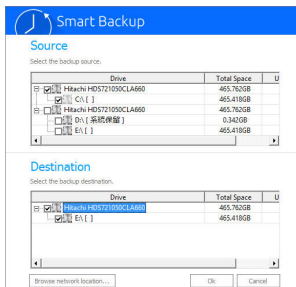 Smart Backup
Source
Select the backup source.
Drive Total Space U
Hitachi HDS721050CLA660 465.762GB
C:\ [ ] 465.418GB
Hitachi HDS721050CLA660 465.762GB
D:\ [ 系統保留 ] 0.342GB
E:\ [ ] 465.418GB
Destination
Select the backup destination.
Drive Total Space U
Hitachi HDS721050CLA660 465.762GB
E:\ [ ] 465.418GB
Browse network location... Ok Cancel